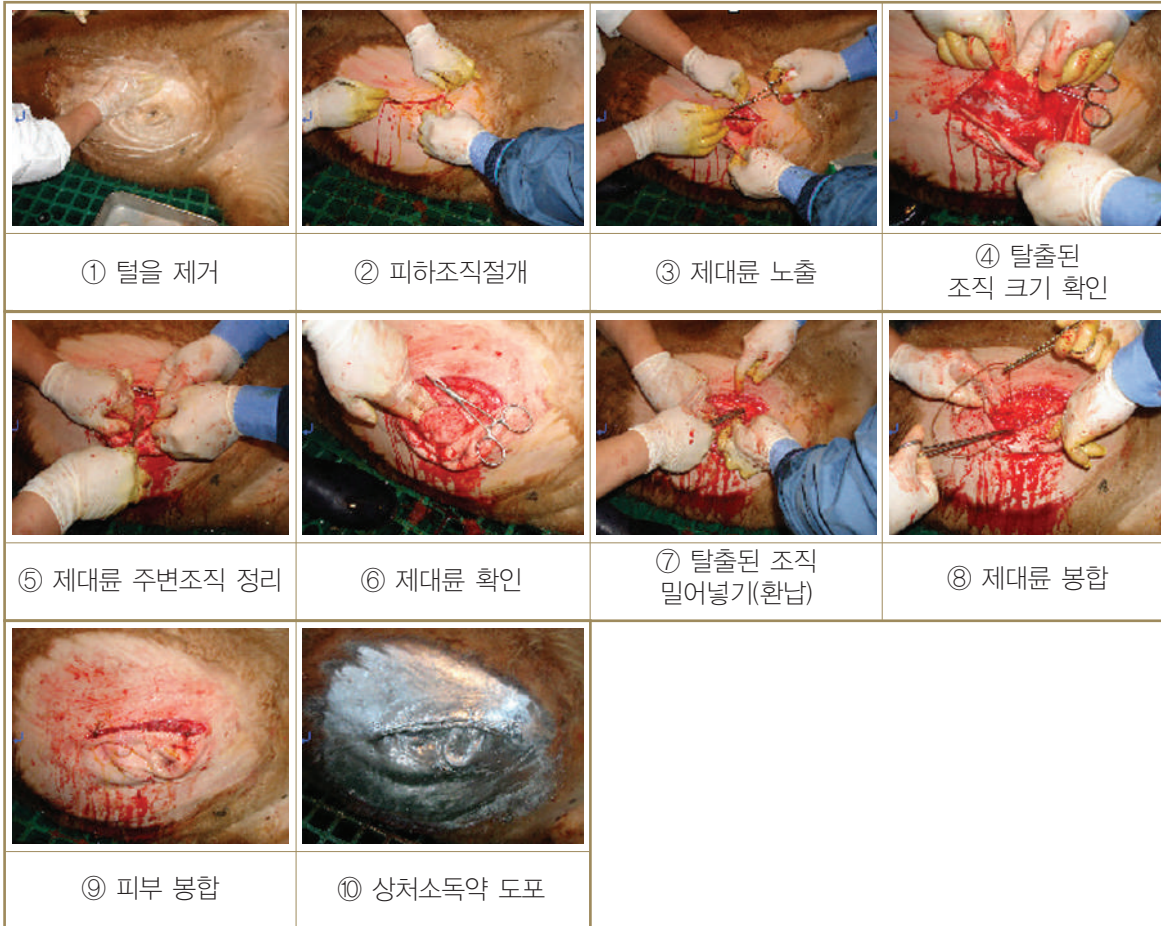 ① 털을 제거
② 피하조직절개
③ 제대륜 노출
④ 탈출된
조직 크기 확인
⑤ 제대륜 주변조직 정리
⑥ 제대륜 확인
⑦ 탈출된 조직
밀어넣기(환납)
⑧ 제대륜 봉합
⑨ 피부 봉합
⑩ 상처소독약 도포